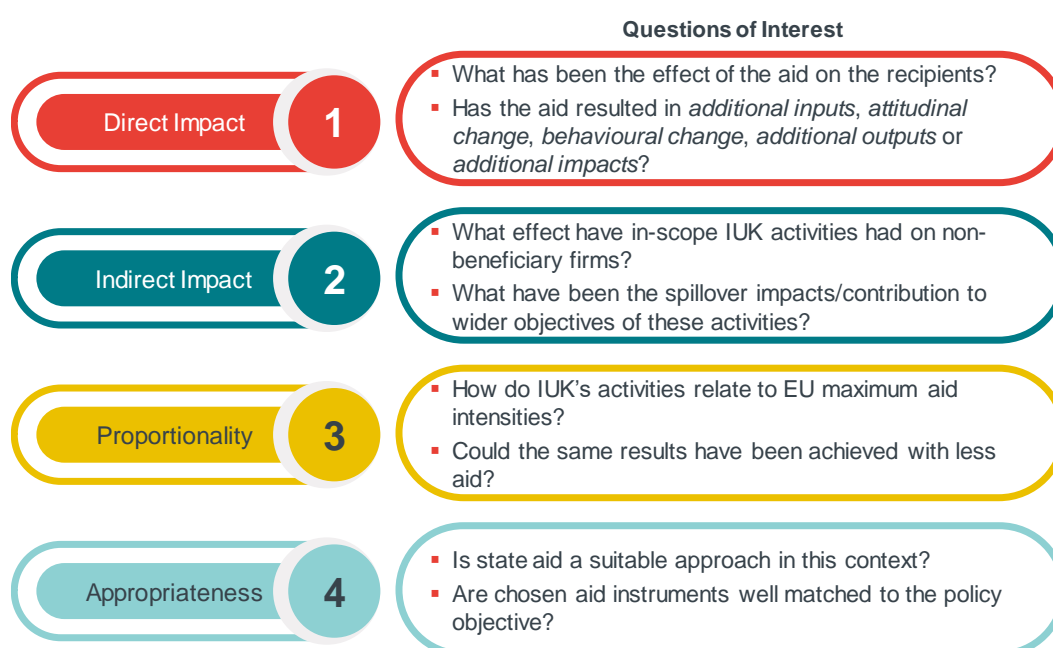 Questions of Interest
Direct Impact
1
▪ What has been the effect of the aid on the recipients?
▪ Has the aid resulted in additional inputs, attitudinal
change, behavioural change, additional outputs or
additional impacts?
Indirect Impact
2
▪ What effect have in-scope IUK activities had on non-
beneficiary firms?
▪ What have been the spillover impacts/contribution to
wider objectives of these activities?
Proportionality
3
▪ How do IUK's activities relate to EU maximum aid
intensities?
▪ Could the same results have been achieved with less
aid?
Appropriateness
4
▪ Is state aid a suitable approach in this context?
▪ Are chosen aid instruments well matched to the policy
objective?